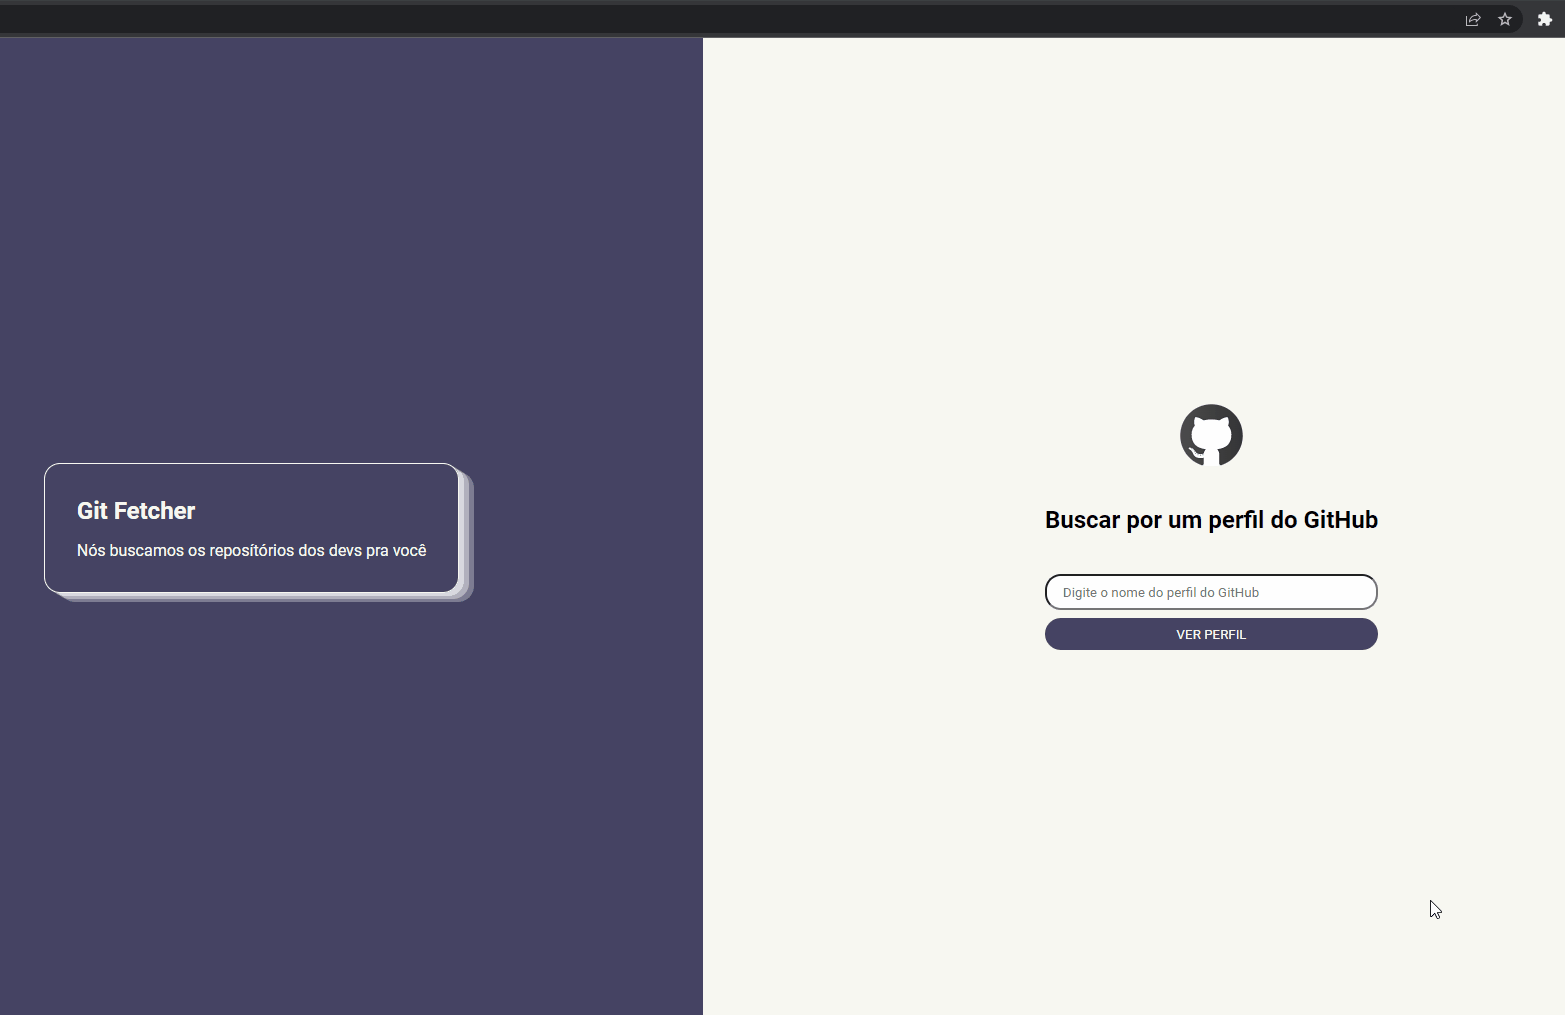 Git Fetcher
Nós buscamos os reposítórios dos devs pra você
Buscar por um perfil do GitHub
Digite o nome do perfil do GitHub
VER PERFIL